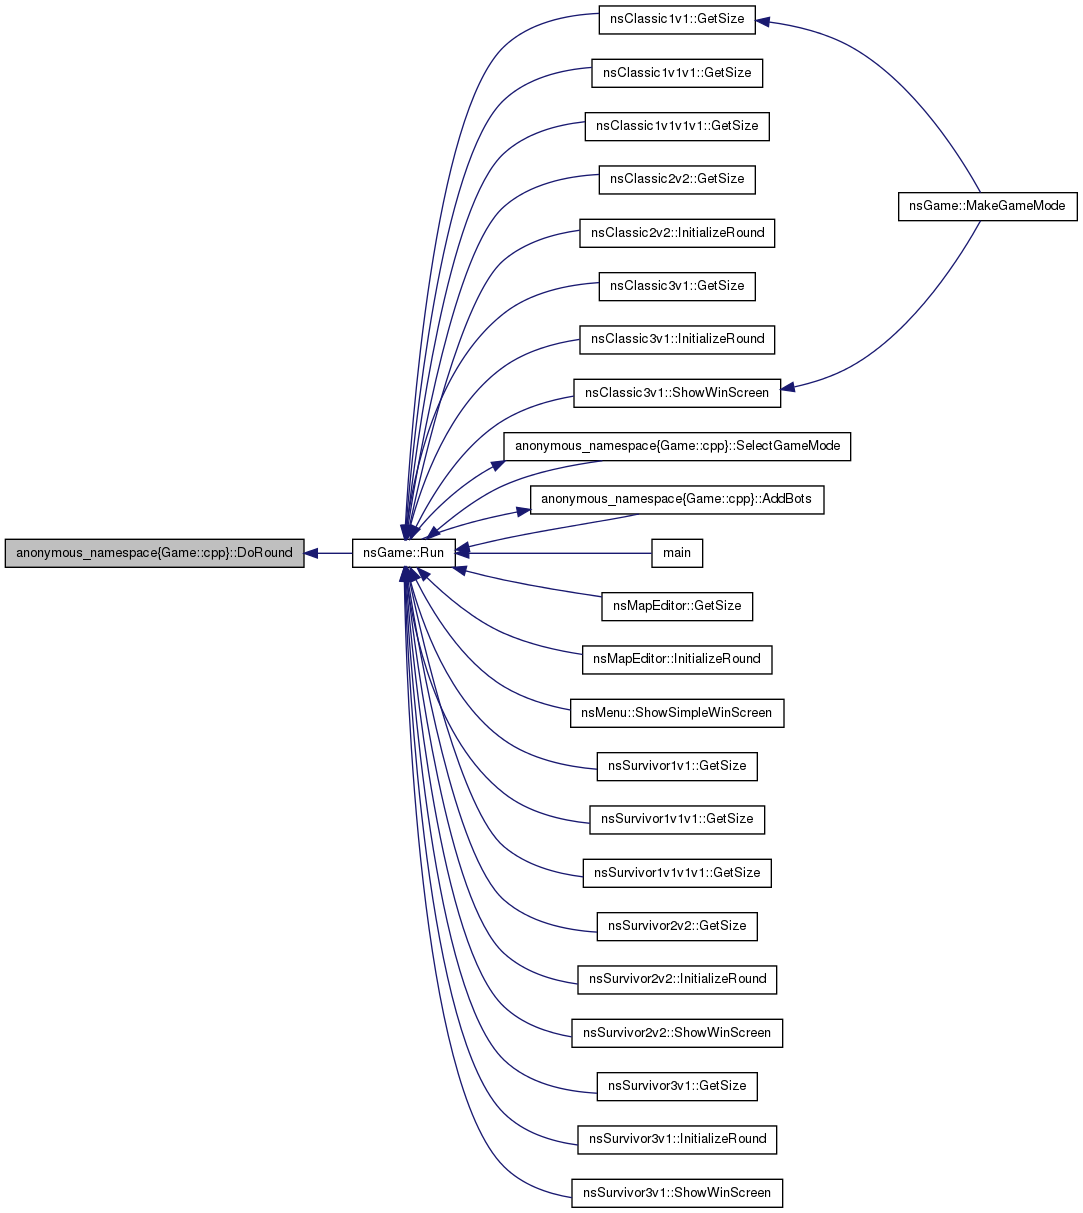 nsClassic1v1::GetSize
nsClassic1v1v1::GetSize
nsClassic1v1v1v1::GetSize
nsClassic2v2::GetSize
nsGame::MakeGameMode
nsClassic2v2::InitializeRound
nsClassic3v1::GetSize
nsClassic3v1::InitializeRound
nsClassic3v1::ShowWinScreen
anonymous_namespace{Game::cpp}::SelectGameMode
anonymous_namespace{Game::cpp}::AddBots
anonymous_namespace{Game::cpp}::DoRound
nsGame::Run
main
nsMapEditor::GetSize
nsMapEditor::InitializeRound
nsMenu::ShowSimpleWinScreen
nsSurvivor1v1::GetSize
nsSurvivor1v1v1::GetSize
nsSurvivor1v1v1v1::GetSize
nsSurvivor2v2::GetSize
nsSurvivor2v2::InitializeRound
nsSurvivor2v2::ShowWinScreen
nsSurvivor3v1::GetSize
nsSurvivor3v1::InitializeRound
nsSurvivor3v1::ShowWinScreen